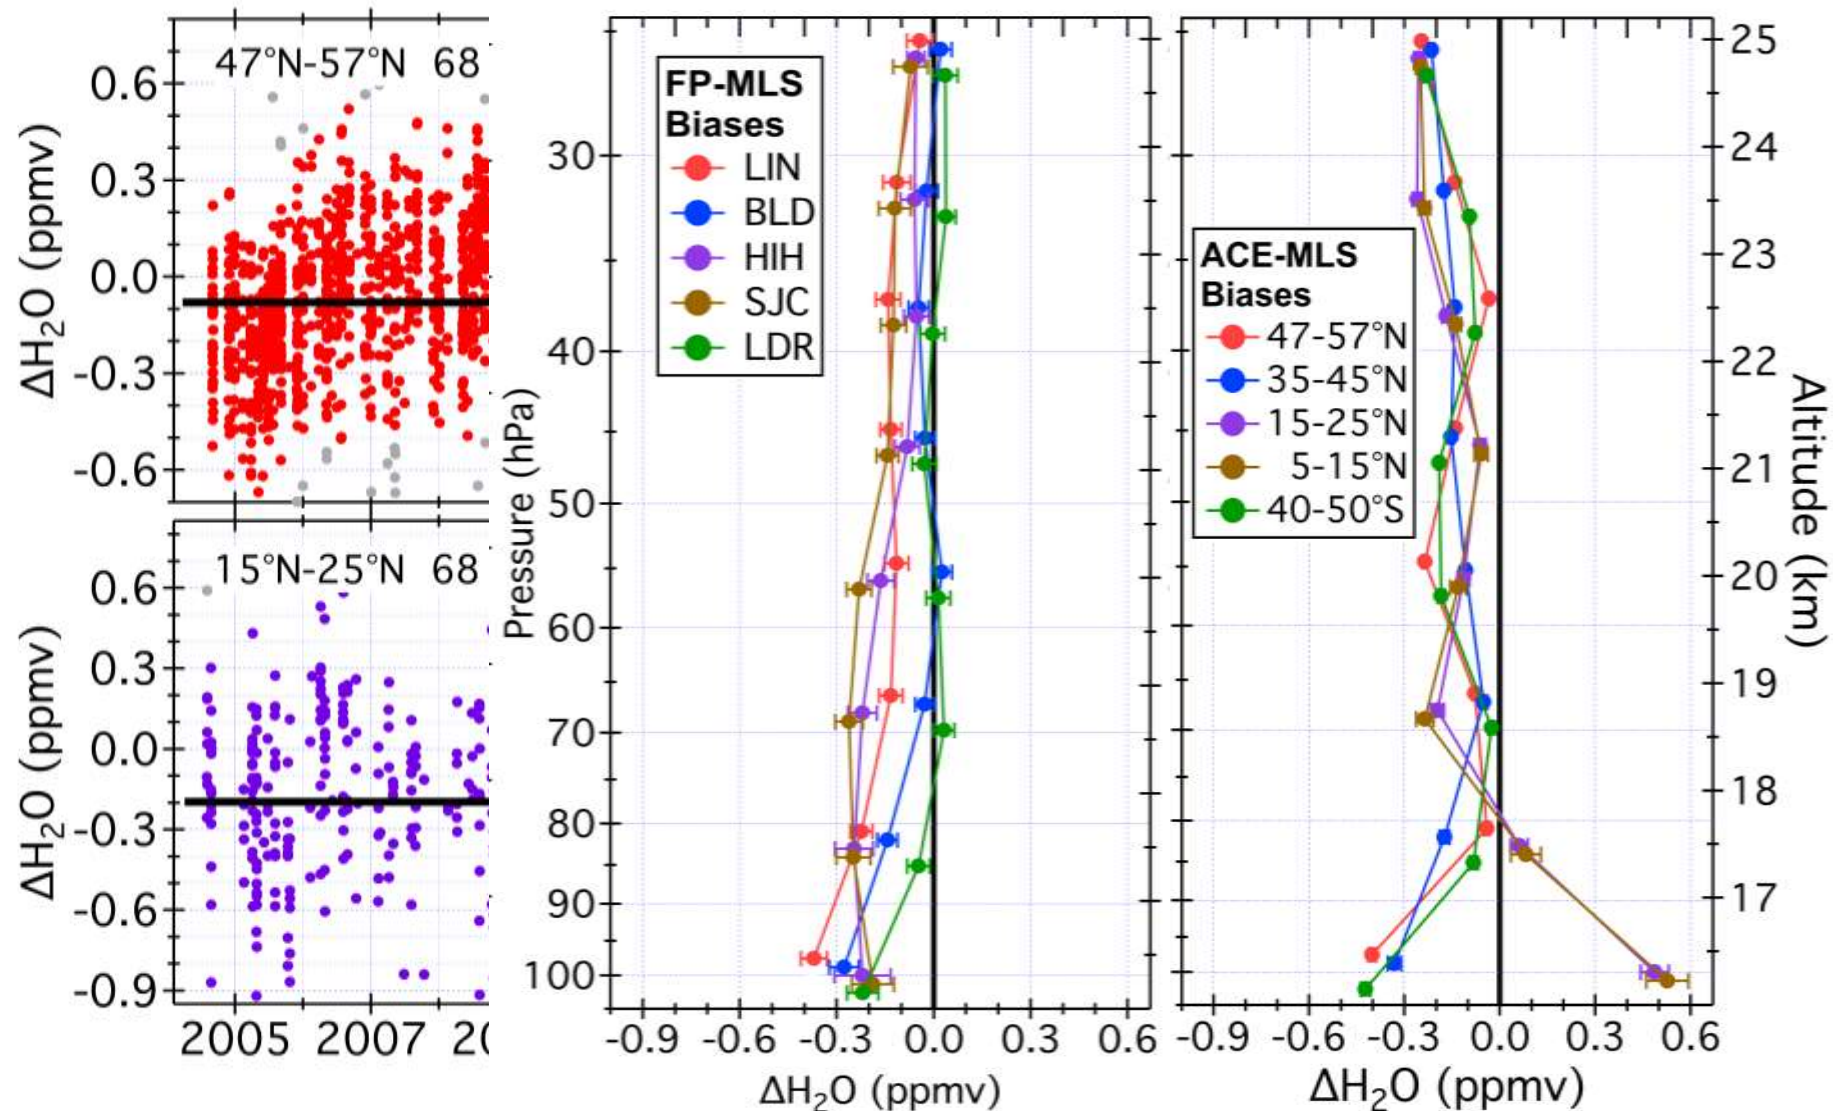 47°N-57°N 68
0.6
0.3
0.0
-0.3
-0.6
ΔH₂O (ppmv)
15°N-25°N 68
0.6
0.3
0.0
-0.3
-0.6
-0.9
ΔH₂O (ppmv)
2005 2007 20
FP-MLS
Biases
LIN
BLD
HIH
SJC
LDR
30
40
50
60
70
80
90
100
Pressure (hPa)
-0.9 -0.6 -0.3 0.0 0.3 0.6
ΔH₂O (ppmv)
ACE-MLS
Biases
47-57°N
35-45°N
15-25°N
5-15°N
40-50°S
25
24
23
22
21
20
19
18
17
Altitude (km)
-0.9 -0.6 -0.3 0.0 0.3 0.6
ΔH₂O (ppmv)